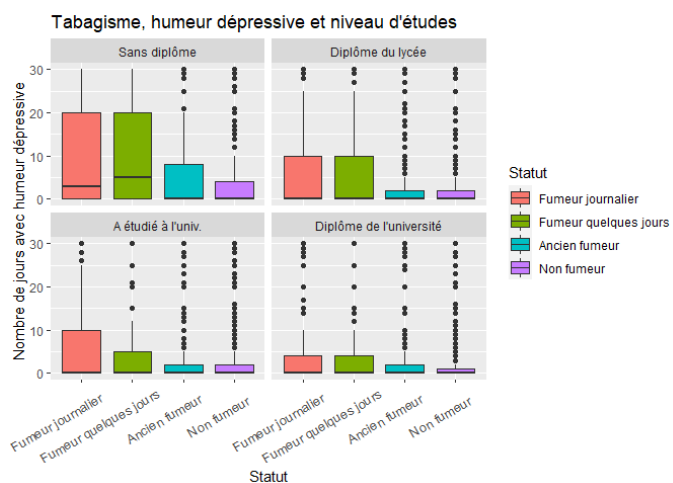 Tabagisme, humeur dépressive et niveau d'études
Sans diplôme
Diplôme du lycée
30
20
10
0
A étudié à l'univ.
Diplôme de l'université
30
20
10
0
Nombre de jours avec humeur dépressive
Fumeur journalier
Fumeur quelques jours
Ancien fumeur
Non fumeur
Fumeur journalier
Fumeur quelques jours
Ancien fumeur
Non fumeur
Statut
Statut
Fumeur journalier
Fumeur quelques jours
Ancien fumeur
Non fumeur